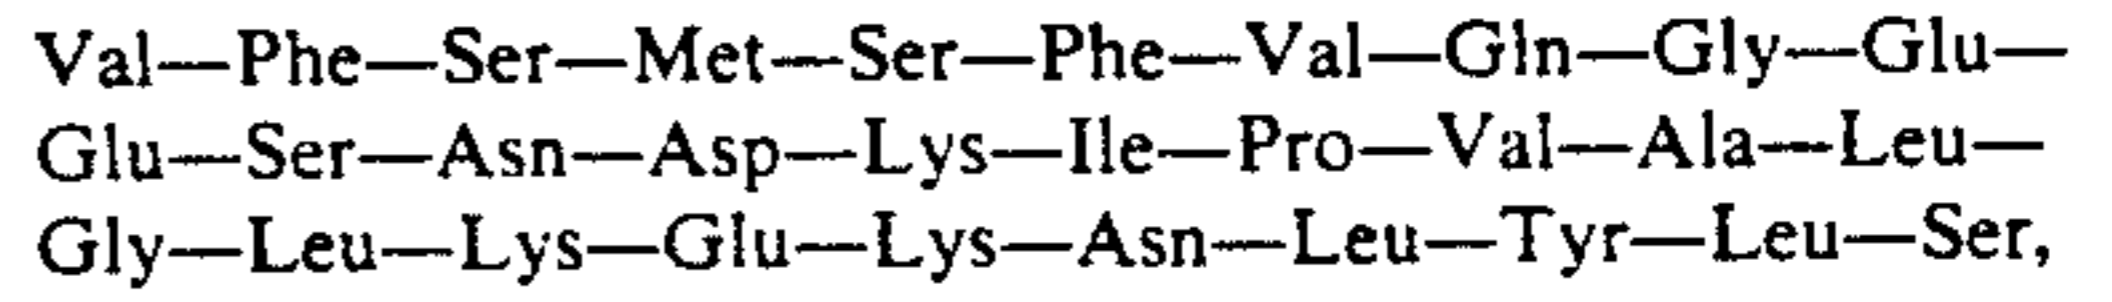 Val—Phe—Ser—Met—Ser—Phe—Val—Gln—Gly—Glu—
Glu—Ser—Asn—Asp—Lys—Ile—Pro—Val—Ala—Leu—
Gly—Leu—Lys—Glu—Lys—Asn—Leu—Tyr—Leu—Ser,